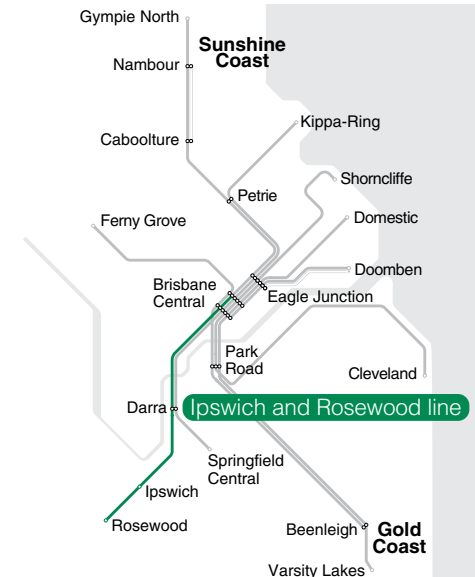 Gympie North
Sunshine
Coast
Nambour
Kippa-Ring
Caboolture
Shorncliffe
Petrie
Ferny Grove
Domestic
Doomben
Brisbane
Central
Eagle Junction
Park
Road
Cleveland
Darra
Ipswich and Rosewood line
Springfield
Central
Ipswich
Rosewood
Beenleigh
Gold
Coast
Varsity Lakes